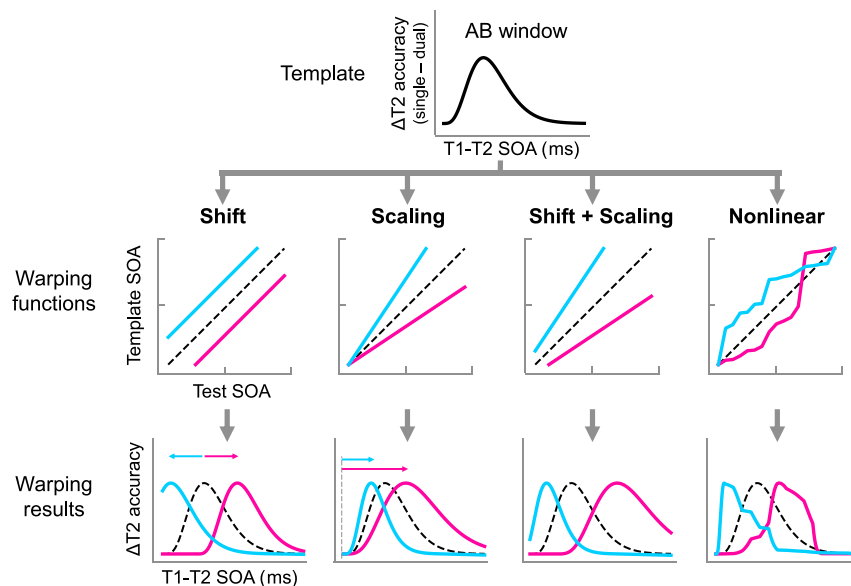 AB window
Template
ΔT2 accuracy
(single – dual)
T1-T2 SOA (ms)
Shift
Scaling
Shift + Scaling
Nonlinear
Warping
functions
Template SOA
Test SOA
Warping
results
ΔT2 accuracy
T1-T2 SOA (ms)